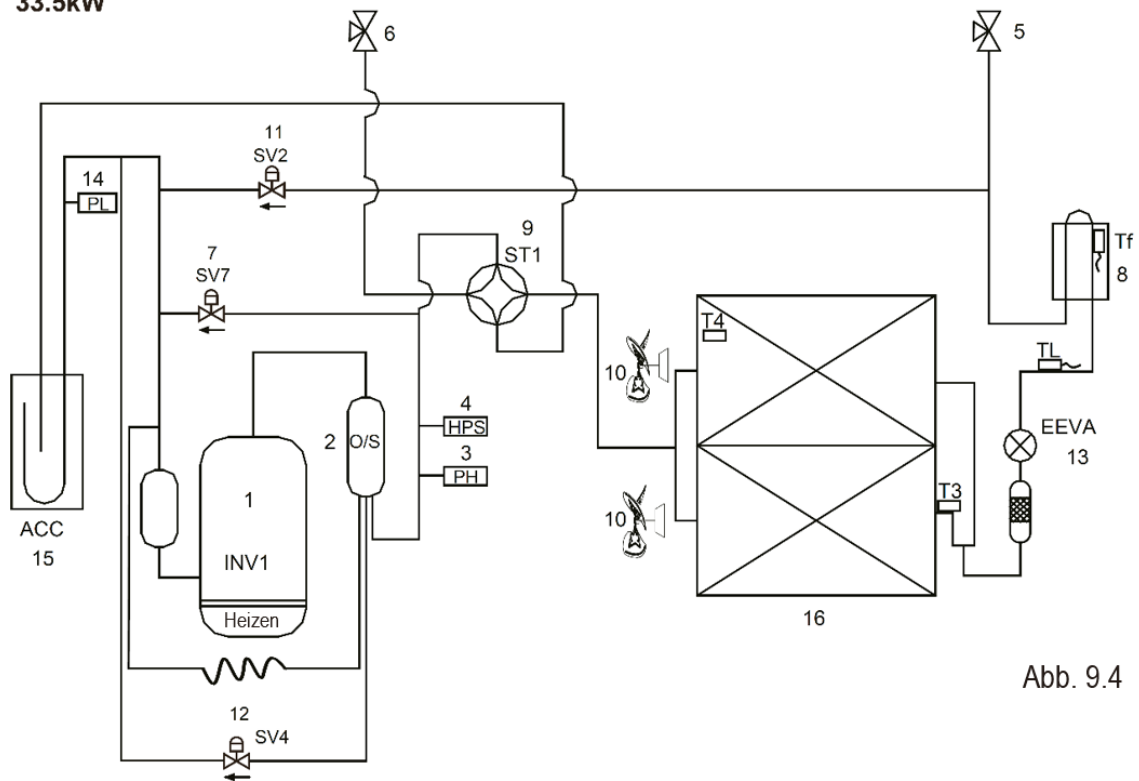 33.5kW
6
5
11
SV2
14
PL
7
SV7
9
ST1
Tf
8
T4
TL
10
4
HPS
2
O/S
3
PH
EEVA
13
1
T3
10
ACC
15
INV1
Heizen
16
Abb. 9.4
12
SV4